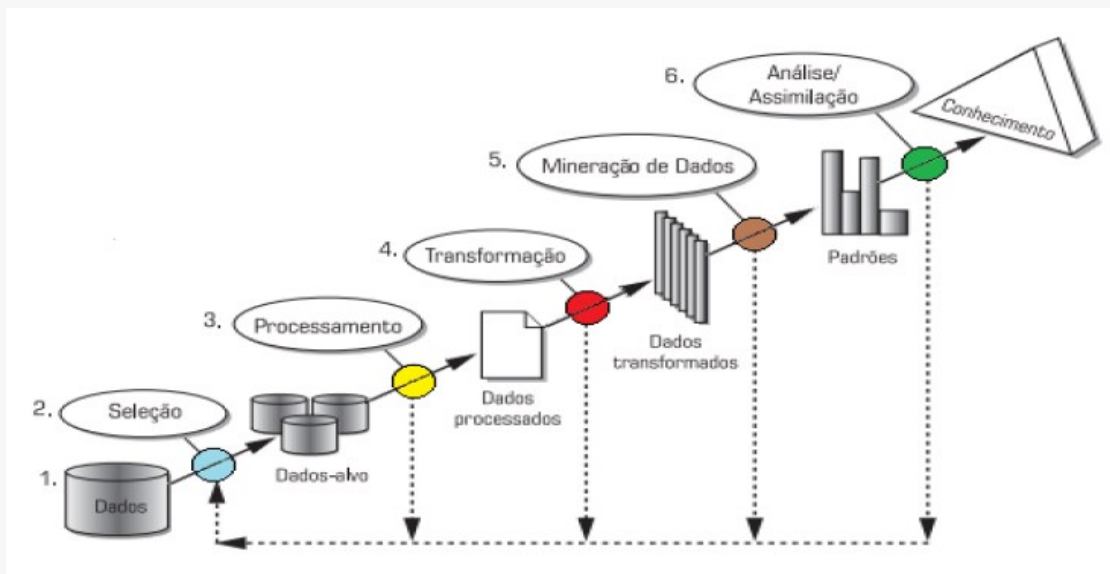 1.
Dados
2.
Seleção
Dados-alvo
3.
Processamento
Dados
processados
4.
Transformação
Dados
transformados
5.
Mineração de Dados
Padrões
6.
Análise/
Assimilação
Conhecimento